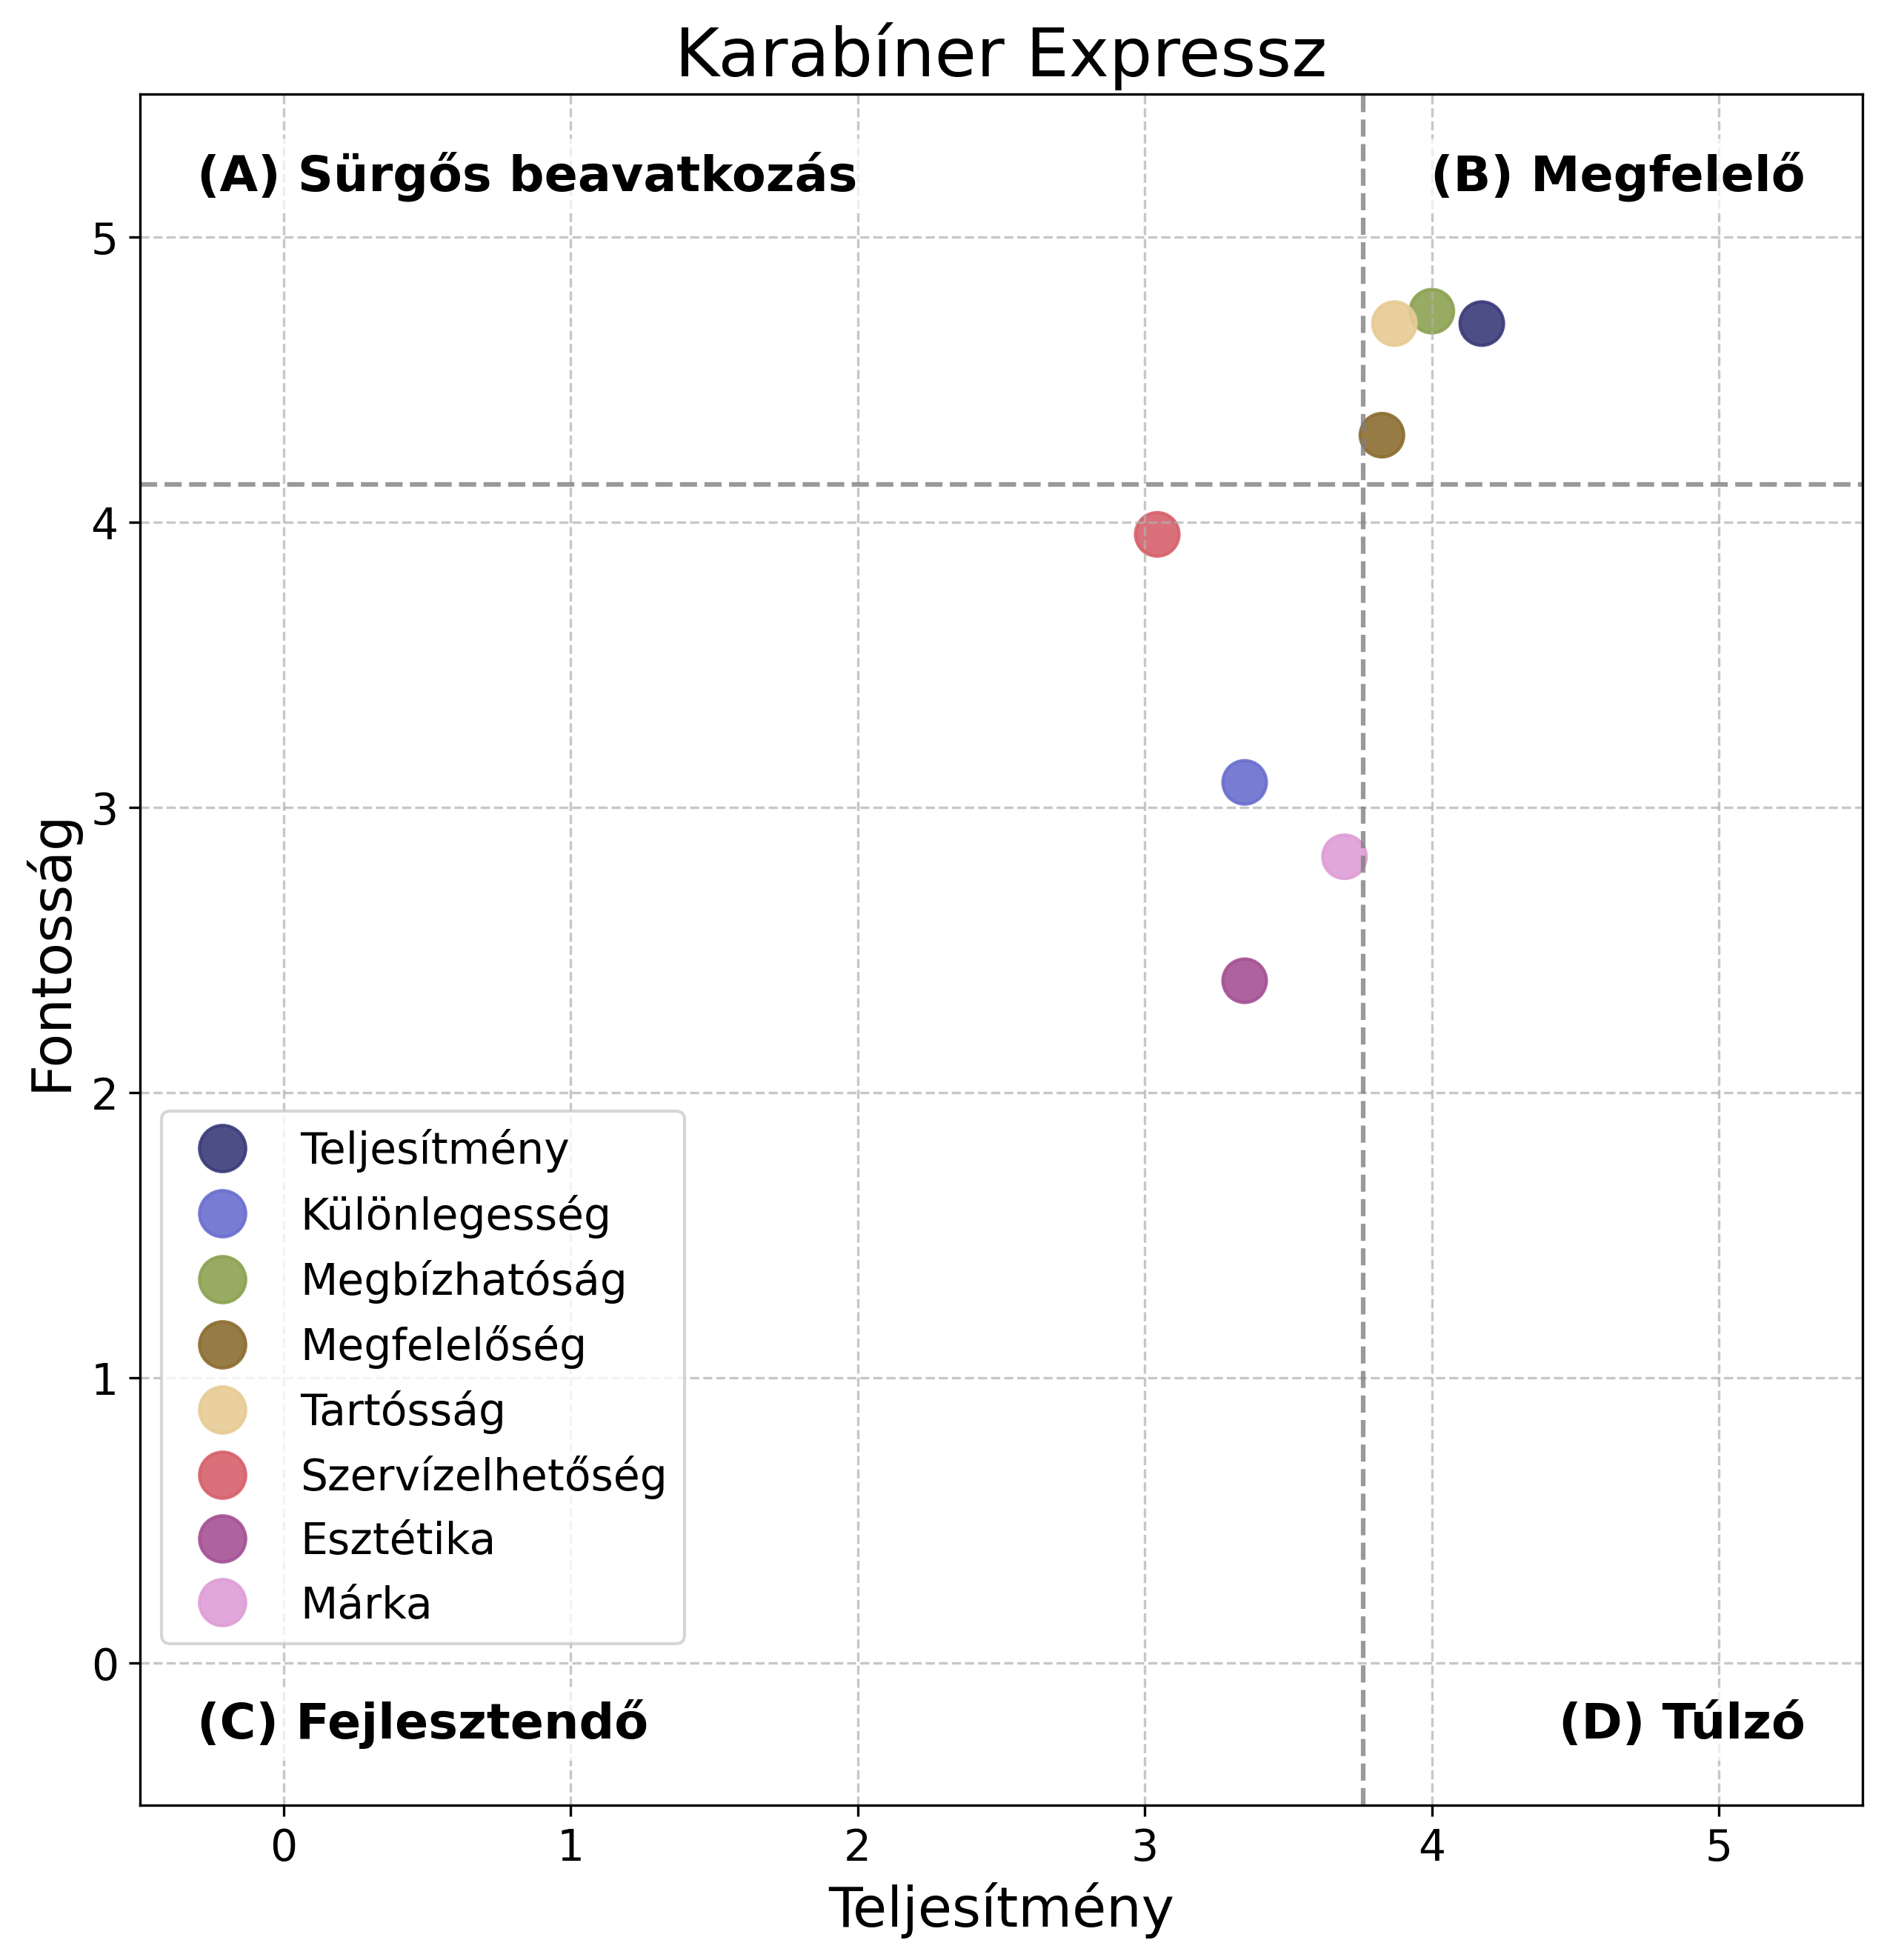 Karabíner Expressz
(A) Sürgős beavatkozás
(B) Megfelelő
5
4
3
2
1
0
Fontosság
Teljesítmény
Különlegesség
Megbízhatóság
Megfelelőség
Tartósság
Szervízelhetőség
Esztétika
Márka
(C) Fejlesztendő
(D) Túlzó
0 1 2 3 4 5
Teljesítmény